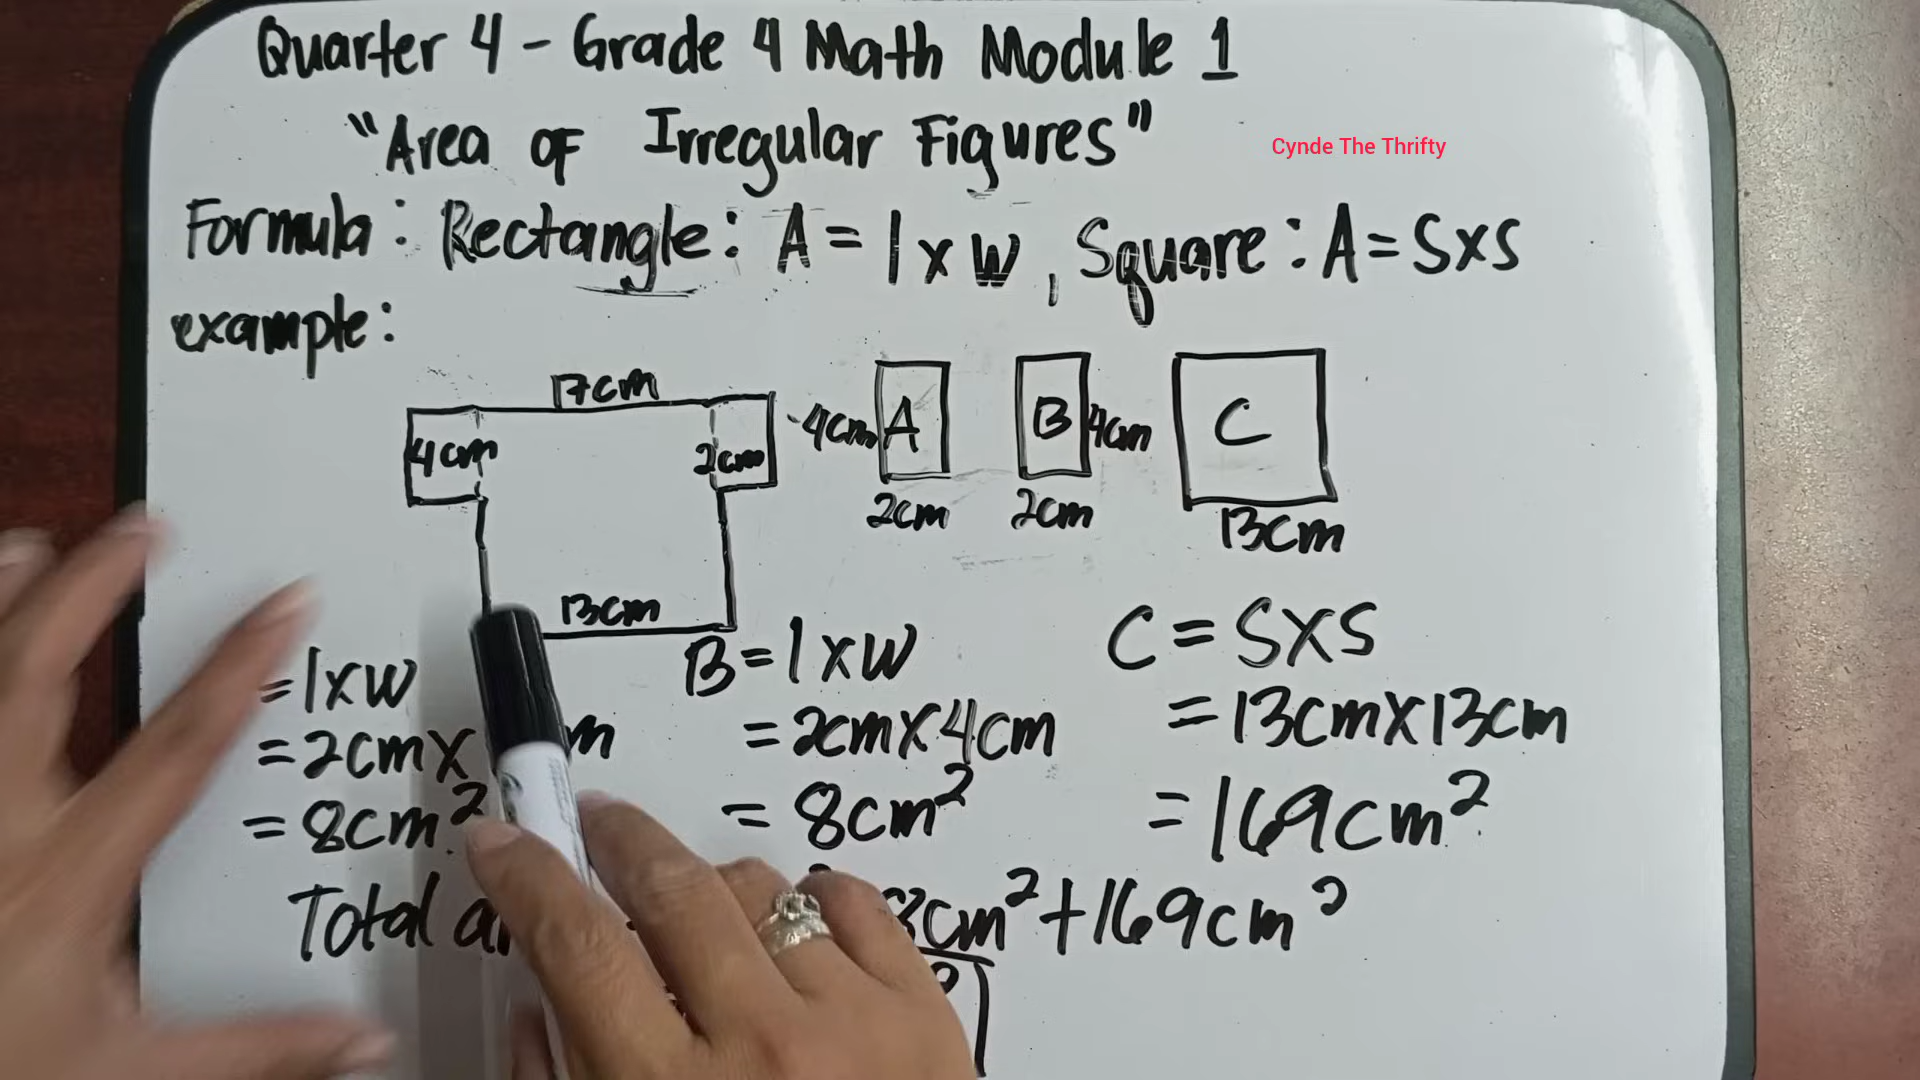 Quarter 4 - Grade 4 Math Module 1
"Area of Irregular Figures"
Cynde The Thrifty
Formula: Rectangle: A = l x w, Square: A = S x S
example:
17cm
4cm
2cm
13cm
4cm A
2cm
B 4cm
2cm
C
13cm
= l x w
= 2cm x
= 8cm²
B = l x w
= 2cm x 4cm
= 8cm²
C = S x S
= 13cm x 13cm
= 169cm²
Total 8cm² + 169cm²